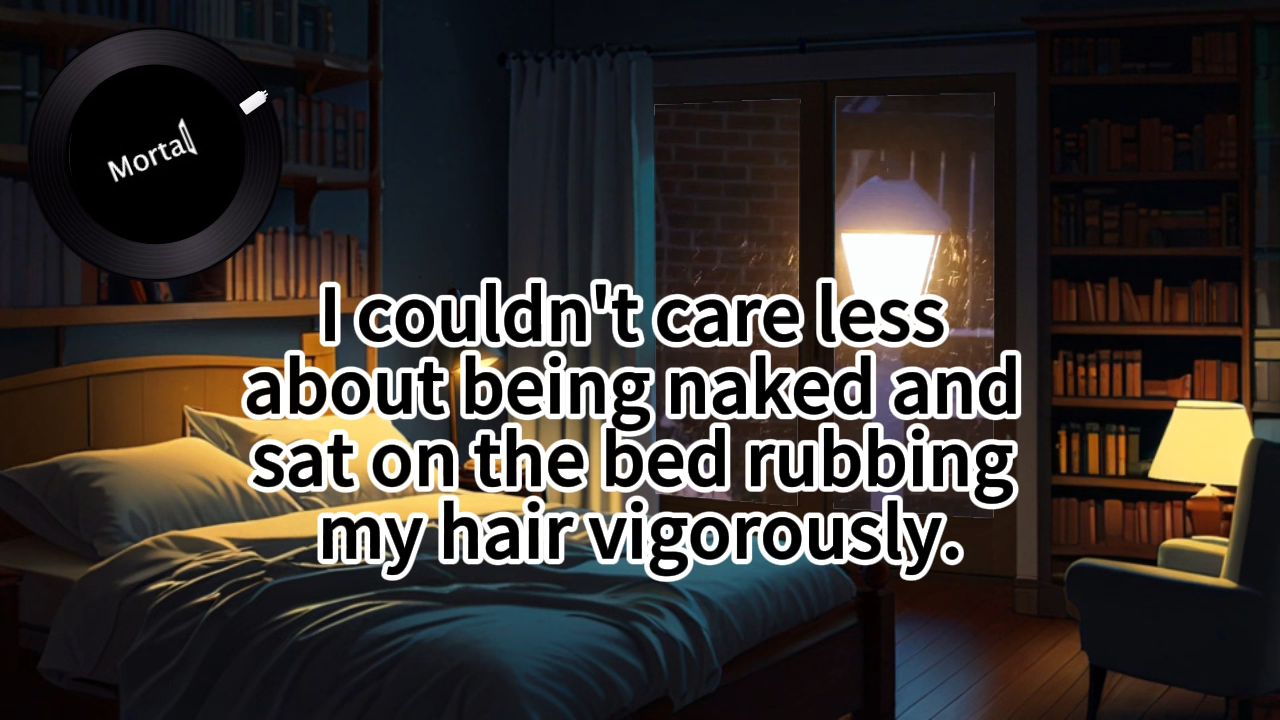 Mortal
I couldn't care less
about being naked and
sat on the bed rubbing
my hair vigorously.